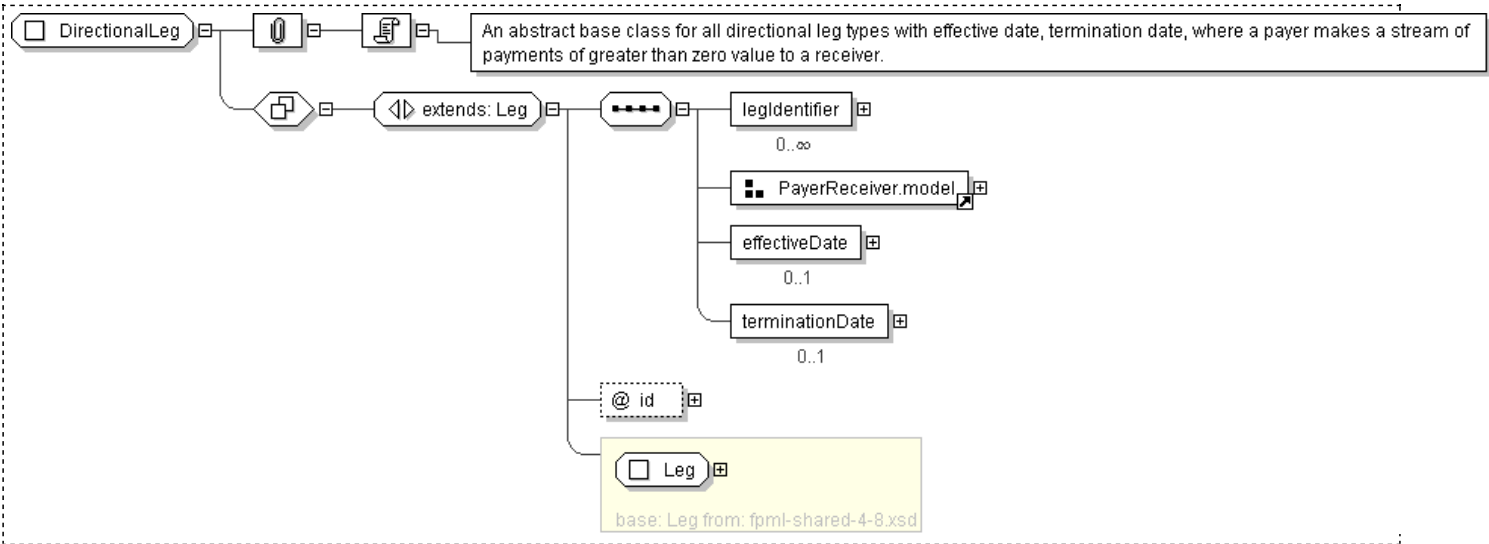 DirectionalLeg
An abstract base class for all directional leg types with effective date, termination date, where a payer makes a stream of
payments of greater than zero value to a receiver.
extends: Leg
legIdentifier
0..∞
PayerReceiver.model
effectiveDate
0..1
terminationDate
0..1
@ id
Leg
base: Leg from: fpml-shared-4-8.xsd